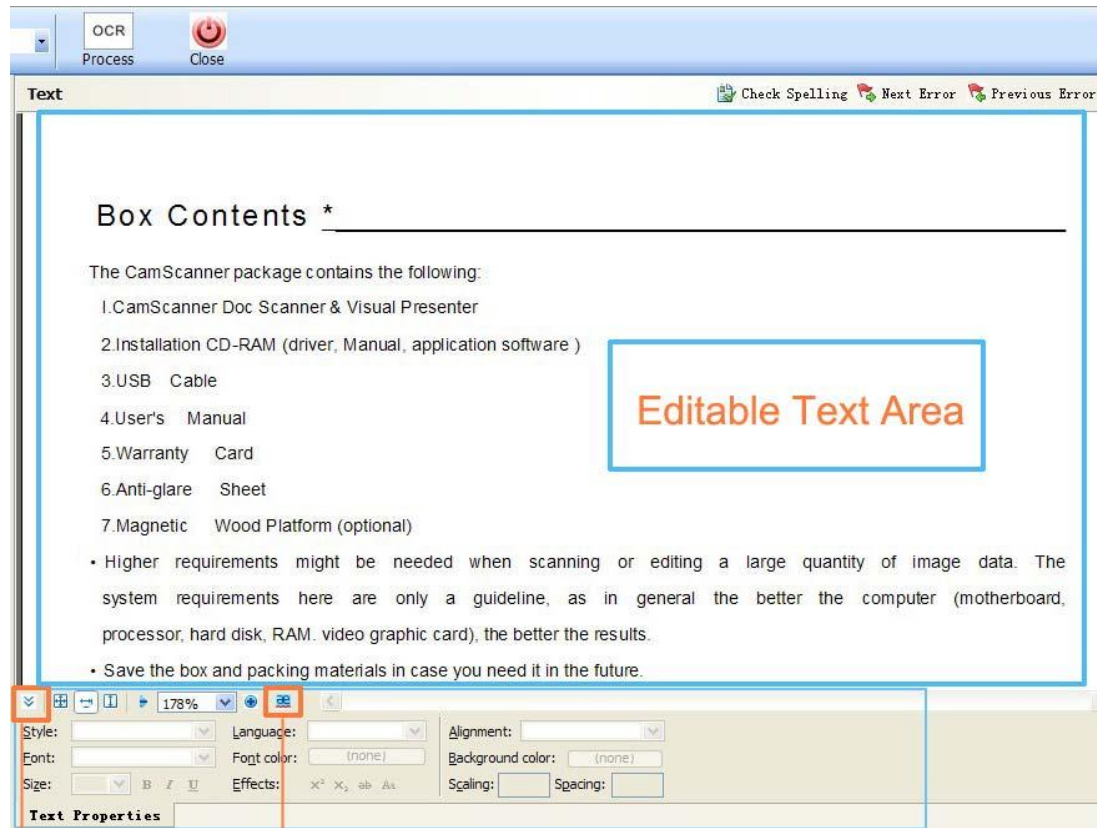 OCR
Process
Close
Text
Check Spelling
Next Error
Previous Error
Box Contents *
The CamScanner package contains the following:
I.CamScanner Doc Scanner & Visual Presenter
2.Installation CD-RAM (driver, Manual, application software )
3.USB Cable
4.User's Manual
5.Warranty Card
6.Anti-glare Sheet
7.Magnetic Wood Platform (optional)
Editable Text Area
• Higher requirements might be needed when scanning or editing a large quantity of image data. The
system requirements here are only a guideline, as in general the better the computer (motherboard,
processor, hard disk, RAM. video graphic card), the better the results.
• Save the box and packing materials in case you need it in the future.
178%
æ
Style:
Language:
Alignment:
Font:
Font color:
(none)
Background color:
(none)
Size:
B I U
Effects:
X² X₂ ab Aa
Scaling:
Spacing:
Text Properties